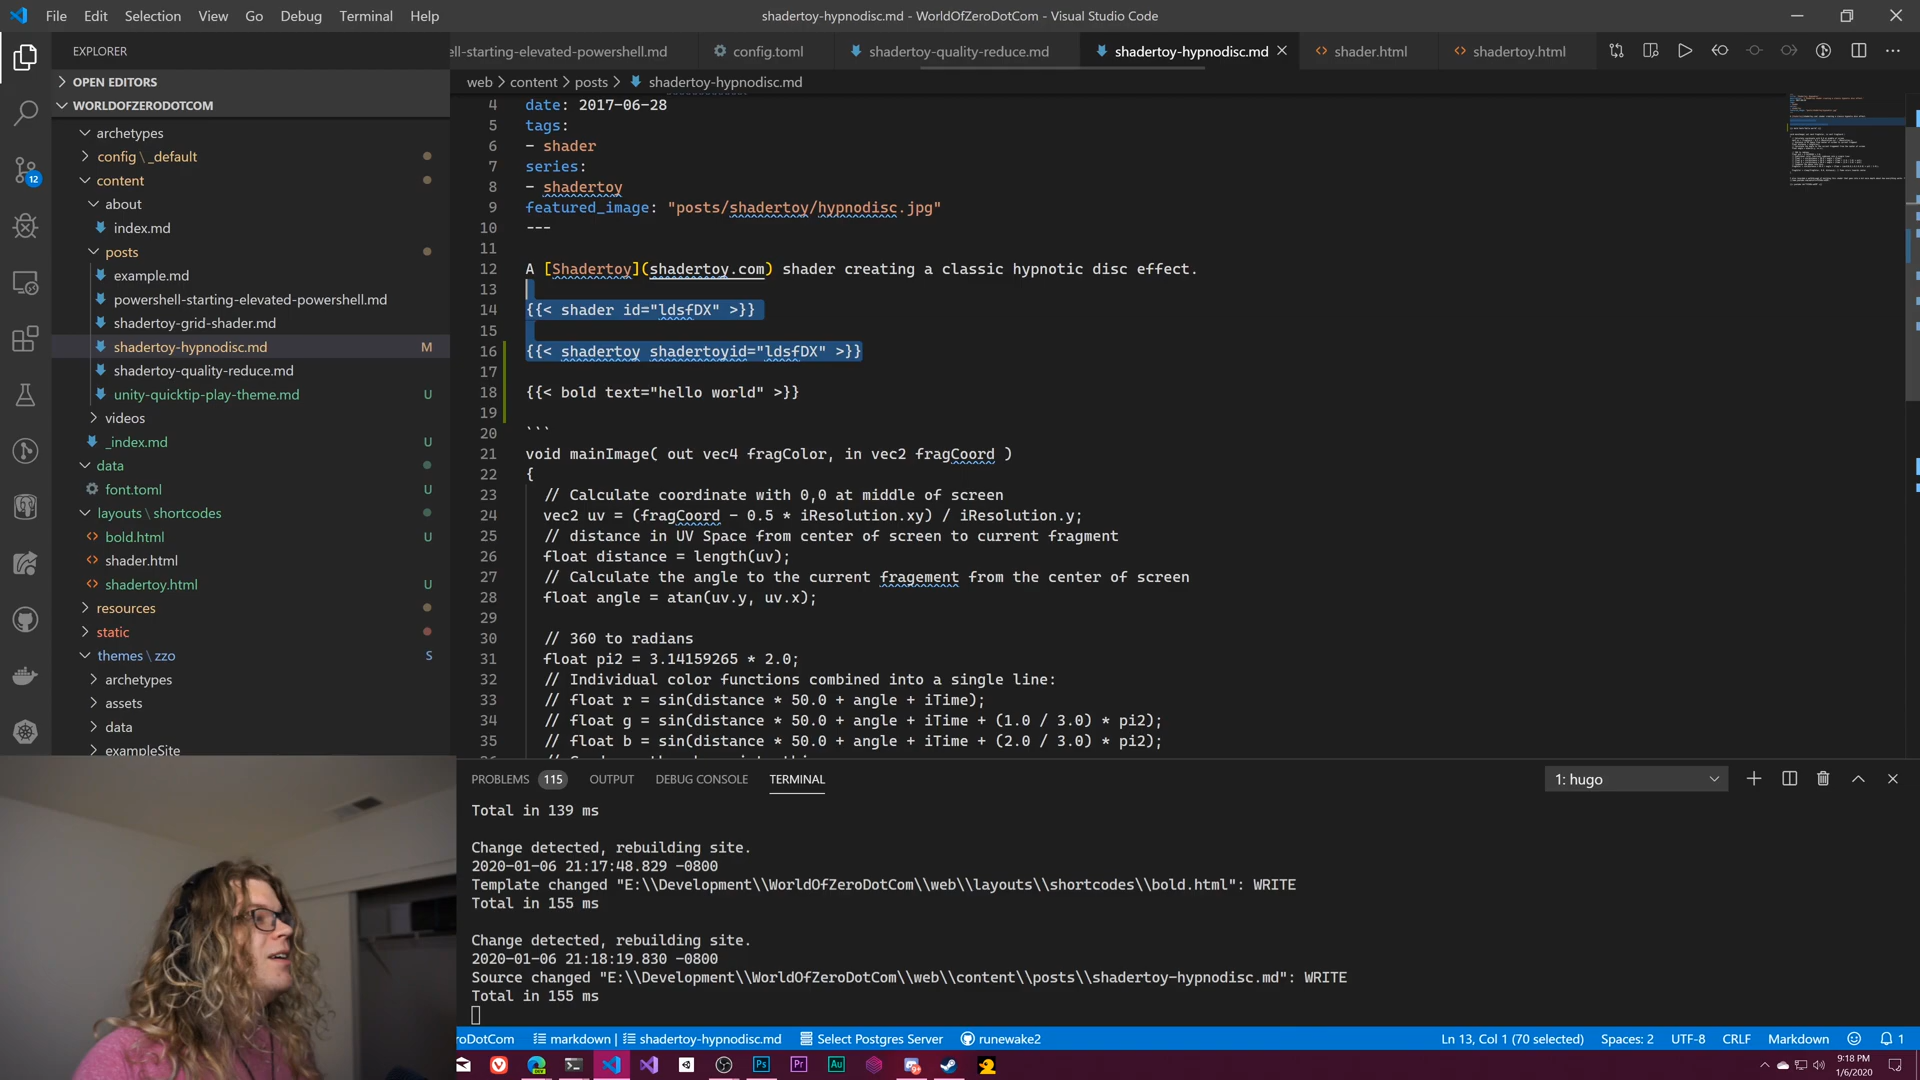 File Edit Selection View Go Debug Terminal Help
shadertoy-hypnodisc.md - WorldOfZeroDotCom - Visual Studio Code
EXPLORER
ell-starting-elevated-powershell.md config.toml shadertoy-quality-reduce.md shadertoy-hypnodisc.md shader.html shadertoy.html
OPEN EDITORS
WORLDOFZERODOTCOM
archetypes
config \ _default
content
about
index.md
posts
example.md
powershell-starting-elevated-powershell.md
shadertoy-grid-shader.md
shadertoy-hypnodisc.md M
shadertoy-quality-reduce.md
unity-quicktip-play-theme.md U
videos
_index.md U
data
font.toml U
layouts \ shortcodes
bold.html U
shader.html
shadertoy.html U
resources
static
themes \ zzo S
archetypes
assets
data
exampleSite
12
web > content > posts > shadertoy-hypnodisc.md
4 date: 2017-06-28
5 tags:
6 - shader
7 series:
8 - shadertoy
9 featured_image: "posts/shadertoy/hypnodisc.jpg"
10 ---
11
12 A [Shadertoy](shadertoy.com) shader creating a classic hypnotic disc effect.
13
14 {{< shader id="ldsfDX" >}}
15
16 {{< shadertoy shadertoyid="ldsfDX" >}}
17
18 {{< bold text="hello world" >}}
19
20 ```
21 void mainImage( out vec4 fragColor, in vec2 fragCoord )
22 {
23 // Calculate coordinate with 0,0 at middle of screen
24 vec2 uv = (fragCoord - 0.5 * iResolution.xy) / iResolution.y;
25 // distance in UV Space from center of screen to current fragment
26 float distance = length(uv);
27 // Calculate the angle to the current fragement from the center of screen
28 float angle = atan(uv.y, uv.x);
29
30 // 360 to radians
31 float pi2 = 3.14159265 * 2.0;
32 // Individual color functions combined into a single line:
33 // float r = sin(distance * 50.0 + angle + iTime);
34 // float g = sin(distance * 50.0 + angle + iTime + (1.0 / 3.0) * pi2);
35 // float b = sin(distance * 50.0 + angle + iTime + (2.0 / 3.0) * pi2);
PROBLEMS 115 OUTPUT DEBUG CONSOLE TERMINAL 1: hugo
Total in 139 ms
Change detected, rebuilding site.
2020-01-06 21:17:48.829 -0800
Template changed "E:\\Development\\WorldOfZeroDotCom\\web\\layouts\\shortcodes\\bold.html": WRITE
Total in 155 ms
Change detected, rebuilding site.
2020-01-06 21:18:19.830 -0800
Source changed "E:\\Development\\WorldOfZeroDotCom\\web\\content\\posts\\shadertoy-hypnodisc.md": WRITE
Total in 155 ms
roDotCom markdown | shadertoy-hypnodisc.md Select Postgres Server runewake2 Ln 13, Col 1 (70 selected) Spaces: 2 UTF-8 CRLF Markdown 1
Ps Pr Au
9:18 PM
1/6/2020